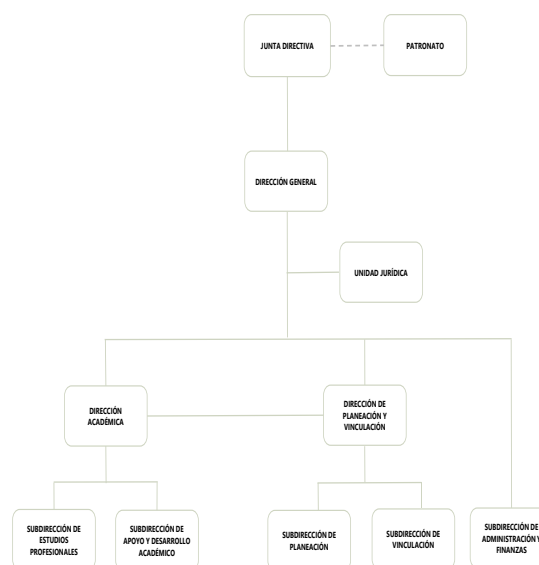 JUNTA DIRECTIVA
PATRONATO
DIRECCIÓN GENERAL
UNIDAD JURÍDICA
DIRECCIÓN
ACADÉMICA
DIRECCIÓN DE
PLANEACIÓN Y
VINCULACIÓN
SUBDIRECCIÓN DE
ESTUDIOS
PROFESIONALES
SUBDIRECCIÓN DE
APOYO Y DESARROLLO
ACADÉMICO
SUBDIRECCIÓN DE
PLANEACIÓN
SUBDIRECCIÓN DE
VINCULACIÓN
SUBDIRECCIÓN DE
ADMINISTRACIÓN Y
FINANZAS